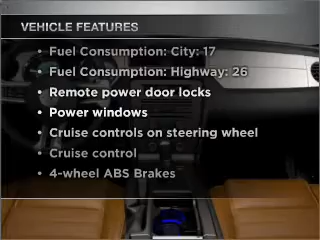 VEHICLE FEATURES
• Fuel Consumption: City: 17
• Fuel Consumption: Highway: 26
• Remote power door locks
• Power windows
• Cruise controls on steering wheel
• Cruise control
• 4-wheel ABS Brakes